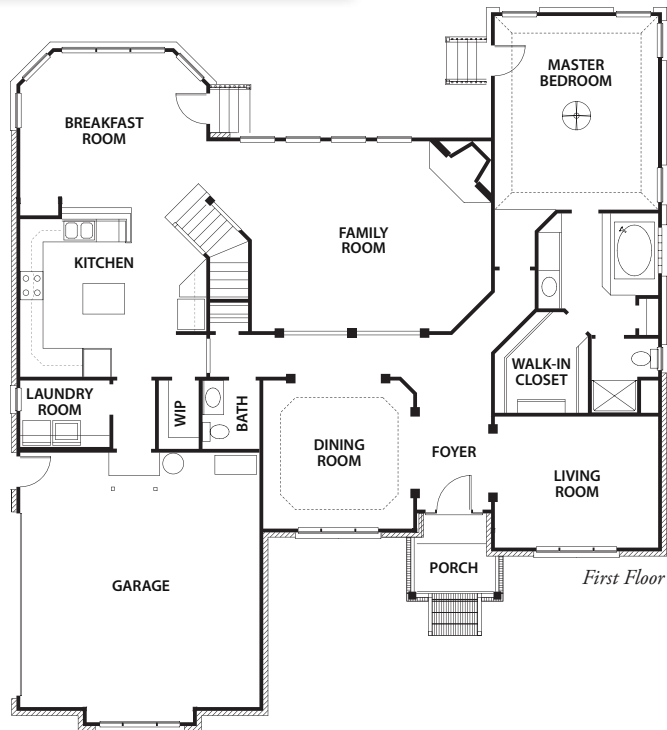 MASTER
BEDROOM
BREAKFAST
ROOM
FAMILY
ROOM
KITCHEN
WALK-IN
CLOSET
LAUNDRY
ROOM
WIP
BATH
DINING
ROOM
FOYER
LIVING
ROOM
PORCH
First Floor
GARAGE